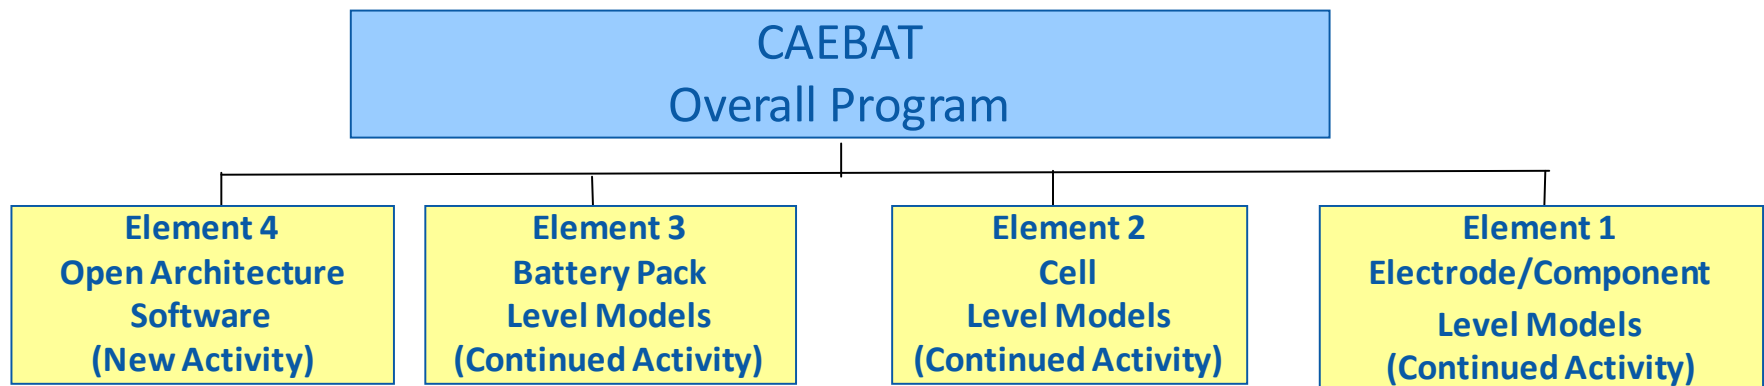 CAEBAT
Overall Program
Element 4
Open Architecture
Software
(New Activity)
Element 3
Battery Pack
Level Models
(Continued Activity)
Element 2
Cell
Level Models
(Continued Activity)
Element 1
Electrode/Component
Level Models
(Continued Activity)